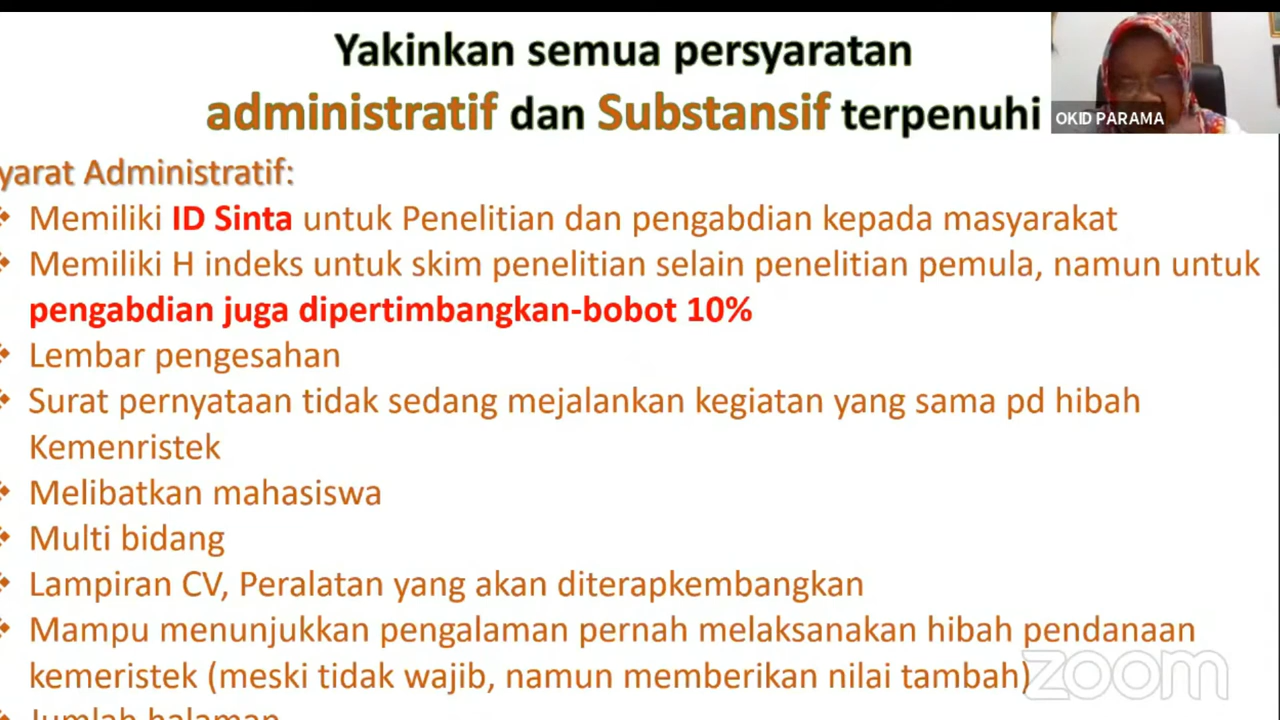 Yakinkan semua persyaratan
administratif dan Substansif terpenuhi
OKID PARAMA
yarat Administratif:
Memiliki ID Sinta untuk Penelitian dan pengabdian kepada masyarakat
Memiliki H indeks untuk skim penelitian selain penelitian pemula, namun untuk
pengabdian juga dipertimbangkan-bobot 10%
Lembar pengesahan
Surat pernyataan tidak sedang mejalankan kegiatan yang sama pd hibah
Kemenristek
Melibatkan mahasiswa
Multi bidang
Lampiran CV, Peralatan yang akan diterapkembangkan
Mampu menunjukkan pengalaman pernah melaksanakan hibah pendanaan
kemeristek (meski tidak wajib, namun memberikan nilai tambah)
zoom
Jumlah halaman